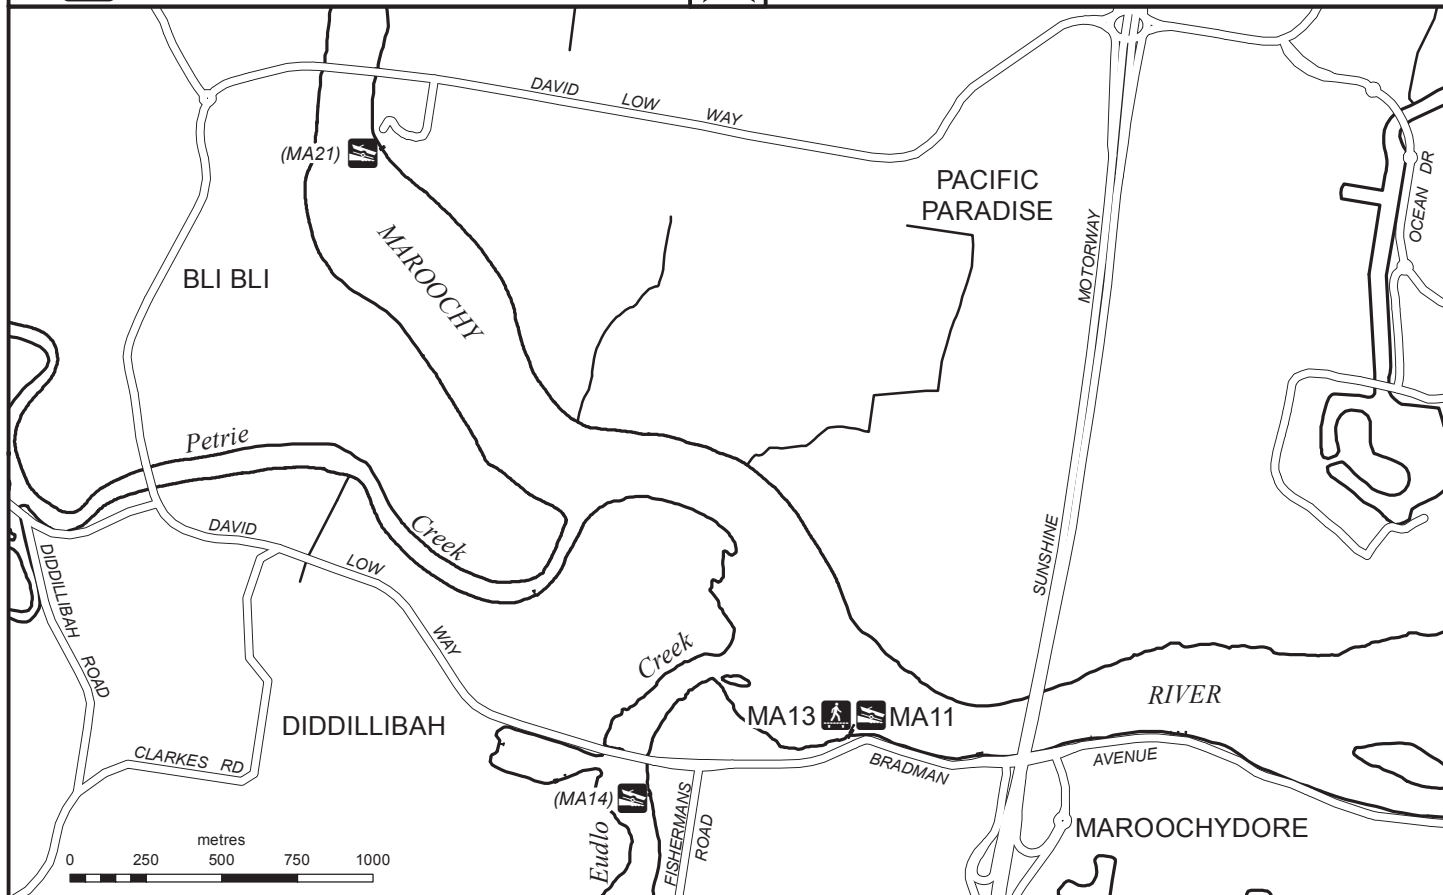 DAVID LOW WAY
(MA21)
PACIFIC
PARADISE
OCEAN DR
MOTORWAY
MAROOCHY
BLI BLI
Petrie
Creek
DAVID
LOW
WAY
SUNSHINE
DIDDILLIBAH
ROAD
Creek
RIVER
MA13
MA11
DIDDILLIBAH
CLARKES RD
BRADMAN
AVENUE
(MA14)
FISHERMANS
ROAD
Eudlo
MAROOCHYDORE
metres
0 250 500 750 1000